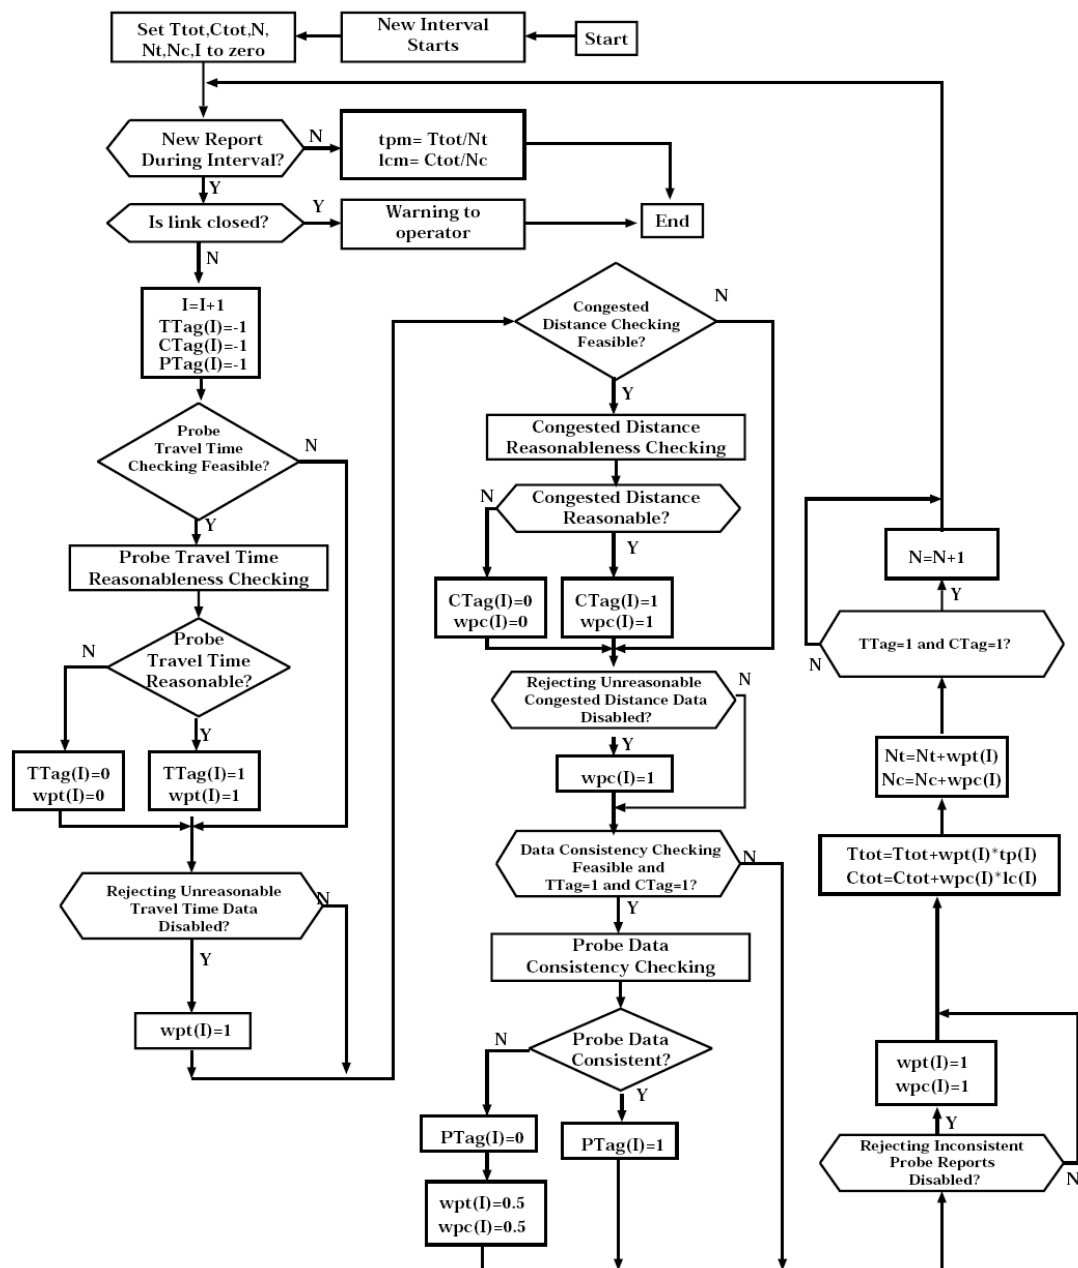 Start
New Interval
Starts
Set Ttot,Ctot,N,
Nt,Nc,I to zero
New Report
During Interval?
N
Y
tpm= Ttot/Nt
lcm= Ctot/Nc
Is link closed?
Y
N
Warning to
operator
End
I=I+1
TTag(I)=-1
CTag(I)=-1
PTag(I)=-1
Probe
Travel Time
Checking Feasible?
N
Y
Probe Travel Time
Reasonableness Checking
Probe
Travel Time
Reasonable?
N
Y
TTag(I)=0
wpt(I)=0
TTag(I)=1
wpt(I)=1
Rejecting Unreasonable
Travel Time Data
Disabled?
N
Y
wpt(I)=1
Congested
Distance Checking
Feasible?
N
Y
Congested Distance
Reasonableness Checking
Congested Distance
Reasonable?
N
Y
CTag(I)=0
wpc(I)=0
CTag(I)=1
wpc(I)=1
Rejecting Unreasonable
Congested Distance Data
Disabled?
N
Y
wpc(I)=1
Data Consistency Checking
Feasible and
TTag=1 and CTag=1?
N
Y
Probe Data
Consistency Checking
Probe Data
Consistent?
N
Y
PTag(I)=0
PTag(I)=1
wpt(I)=0.5
wpc(I)=0.5
Rejecting Inconsistent
Probe Reports
Disabled?
N
Y
wpt(I)=1
wpc(I)=1
Ttot=Ttot+wpt(I)*tp(I)
Ctot=Ctot+wpc(I)*lc(I)
Nt=Nt+wpt(I)
Nc=Nc+wpc(I)
TTag=1 and CTag=1?
N
Y
N=N+1